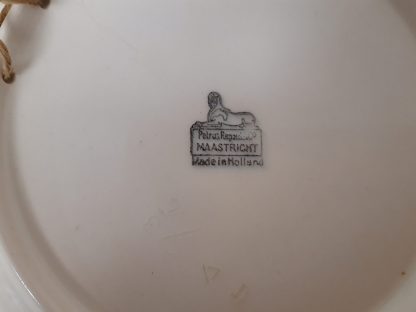 Petrus Regout & Co
MAASTRICHT
Made in Holland